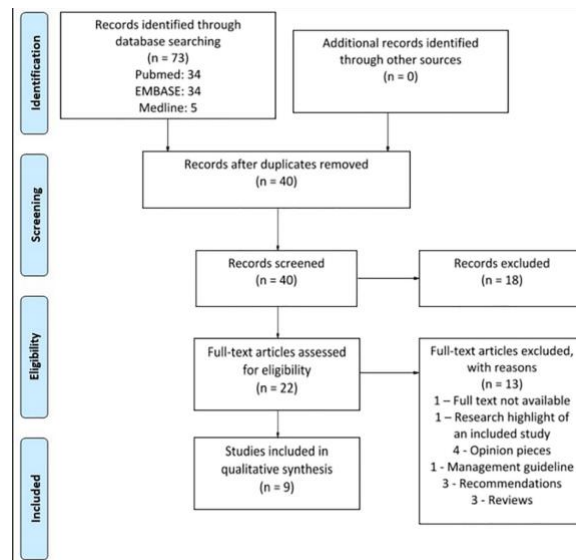 Identification
Records identified through
database searching
(n = 73)
Pubmed: 34
EMBASE: 34
Medline: 5
Additional records identified
through other sources
(n = 0)
Screening
Records after duplicates removed
(n = 40)
Records screened
(n = 40)
Records excluded
(n = 18)
Eligibility
Full-text articles assessed
for eligibility
(n = 22)
Full-text articles excluded,
with reasons
(n = 13)
1 – Full text not available
1 – Research highlight of
an included study
4 - Opinion pieces
1 - Management guideline
3 - Recommendations
3 - Reviews
Included
Studies included in
qualitative synthesis
(n = 9)